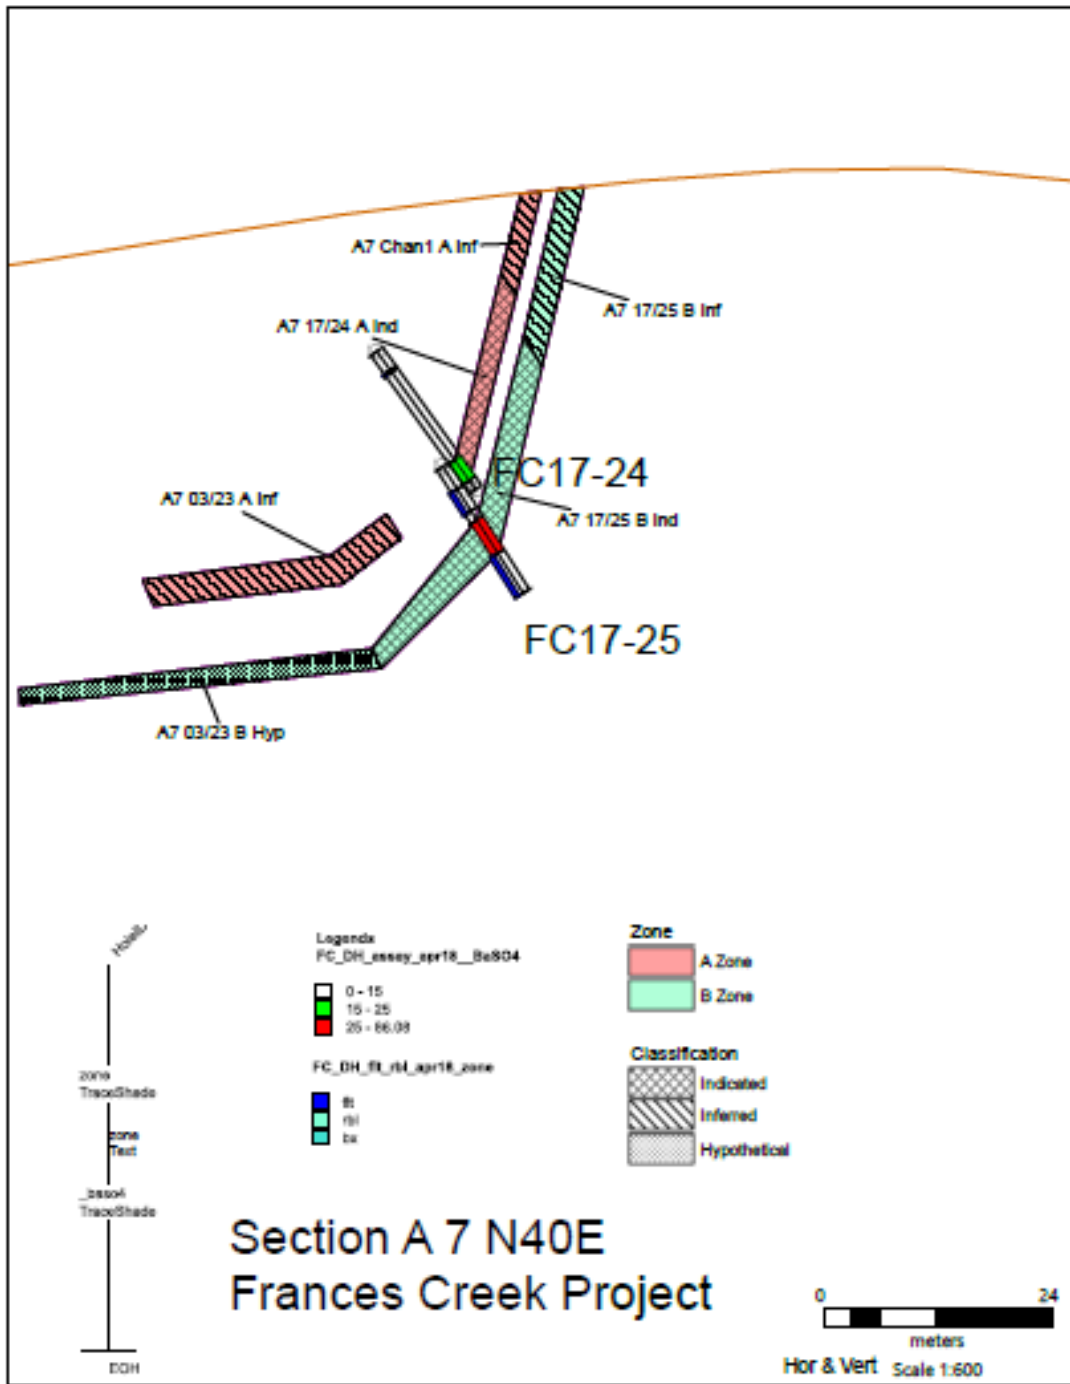 A7 Chan1 A Inf
A7 17/25 B Inf
A7 17/24 A Ind
FC17-24
A7 03/23 A Inf
A7 17/25 B Ind
FC17-25
A7 03/23 B Hyp
zone
TraceShade
zone
Text
_baso4
TraceShade
EOH
Legends
FC_DH_assay_apr18__BaSO4
0 - 15
15 - 25
25 - 86.08
FC_DH_flt_rbl_apr18_zone
flt
rbl
bx
Zone
A Zone
B Zone
Classification
Indicated
Inferred
Hypothetical
Section A 7 N40E
Frances Creek Project
0 24
meters
Hor & Vert Scale 1:600